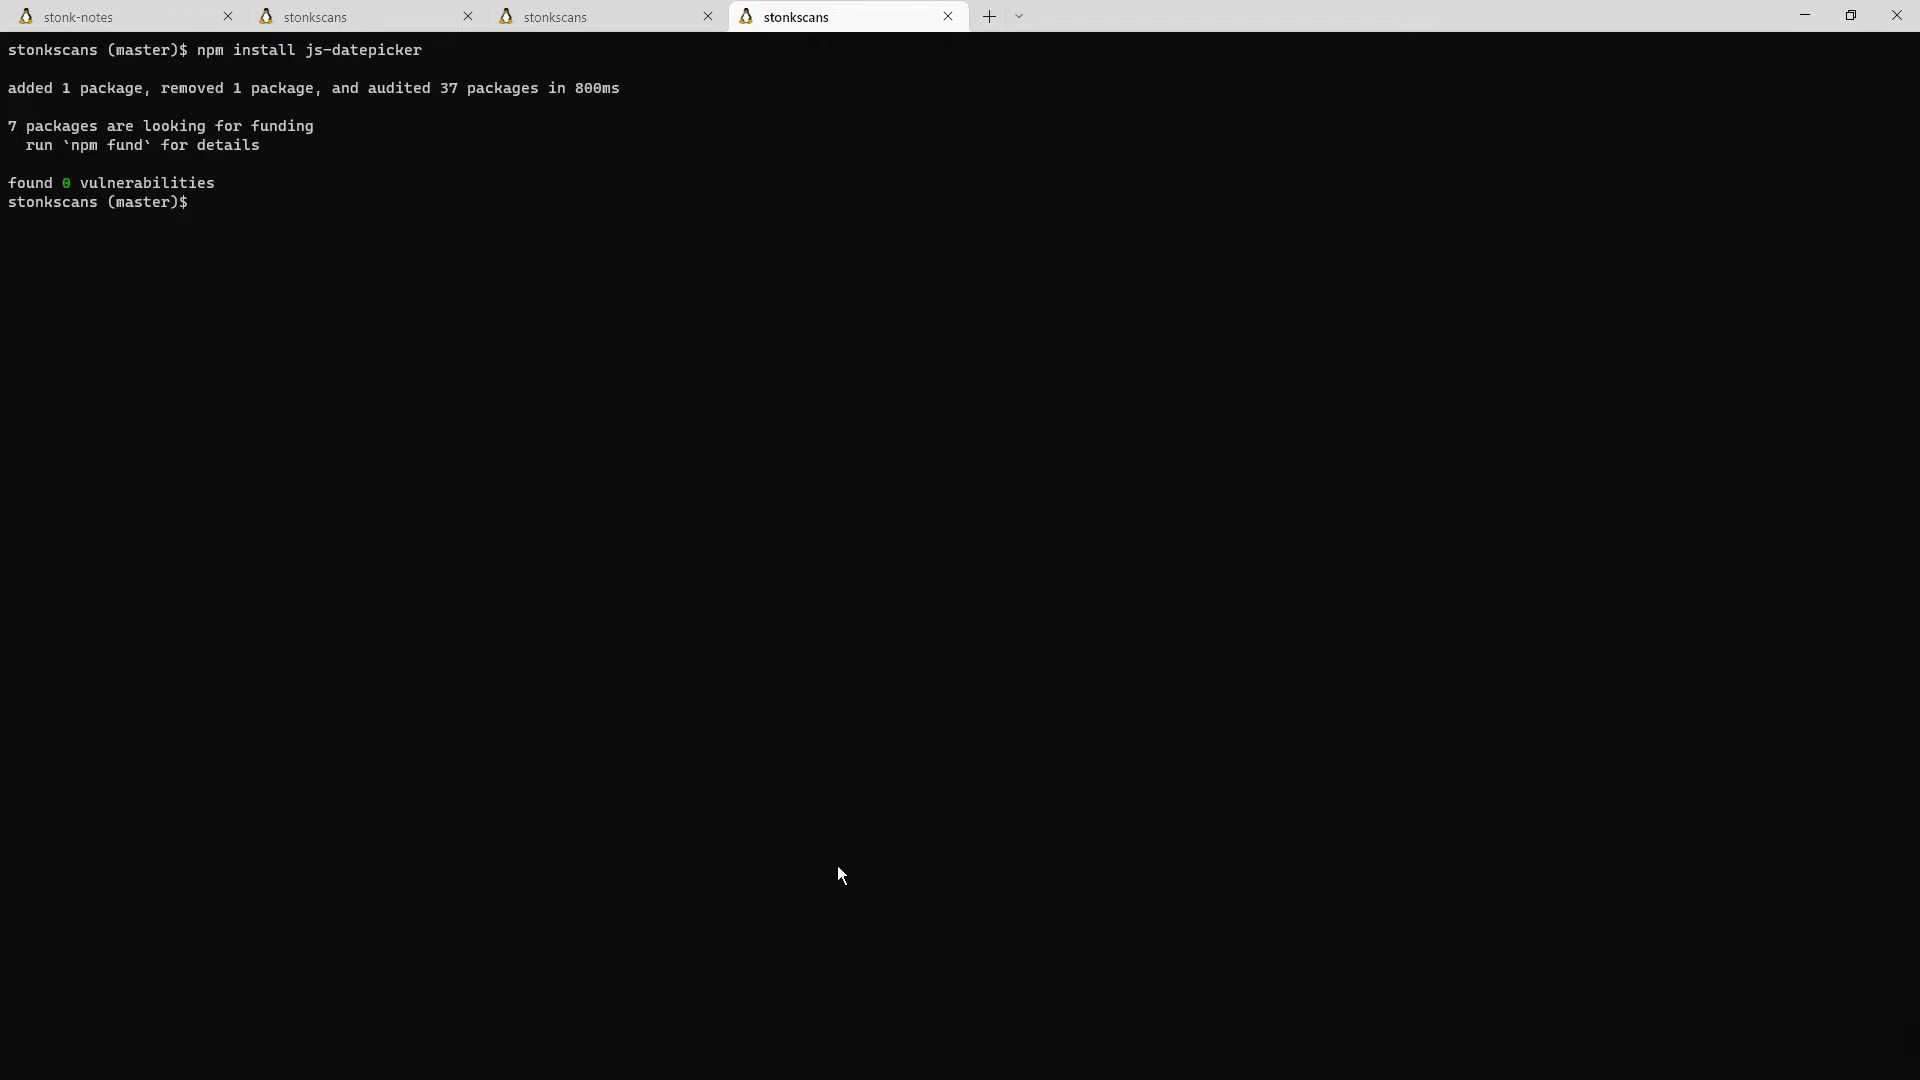 stonk-notes
stonkscans
stonkscans
stonkscans
stonkscans (master)$ npm install js-datepicker
added 1 package, removed 1 package, and audited 37 packages in 800ms
7 packages are looking for funding
  run `npm fund` for details
found 0 vulnerabilities
stonkscans (master)$